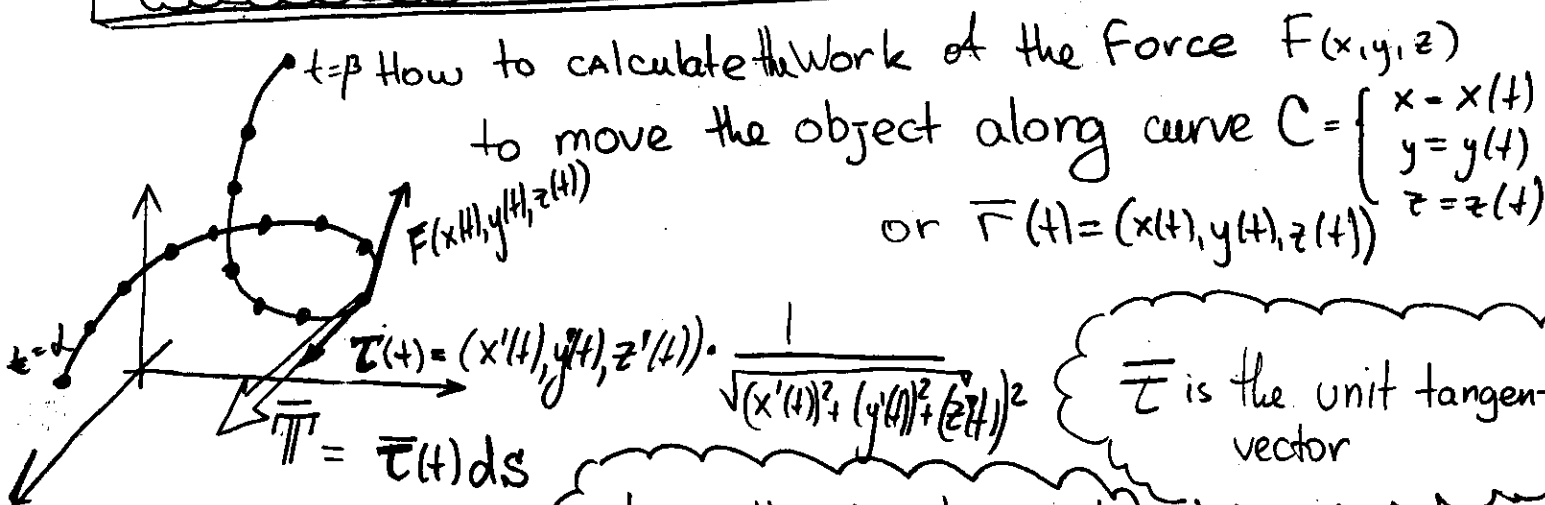 t=β How to calculate the Work of the Force F(x,y,z)
to move the object along curve C = { x = x(t)
y = y(t)
z = z(t)
or r̅(t) = (x(t), y(t), z(t))
F(x(t), y(t), z(t))
t=α
τ(t) = (x'(t), y'(t), z'(t)) · 1/√((x'(t))²+(y'(t))²+(z'(t))²
τ̅ is the unit tangen-
vector
T̅ = τ̅(t) ds